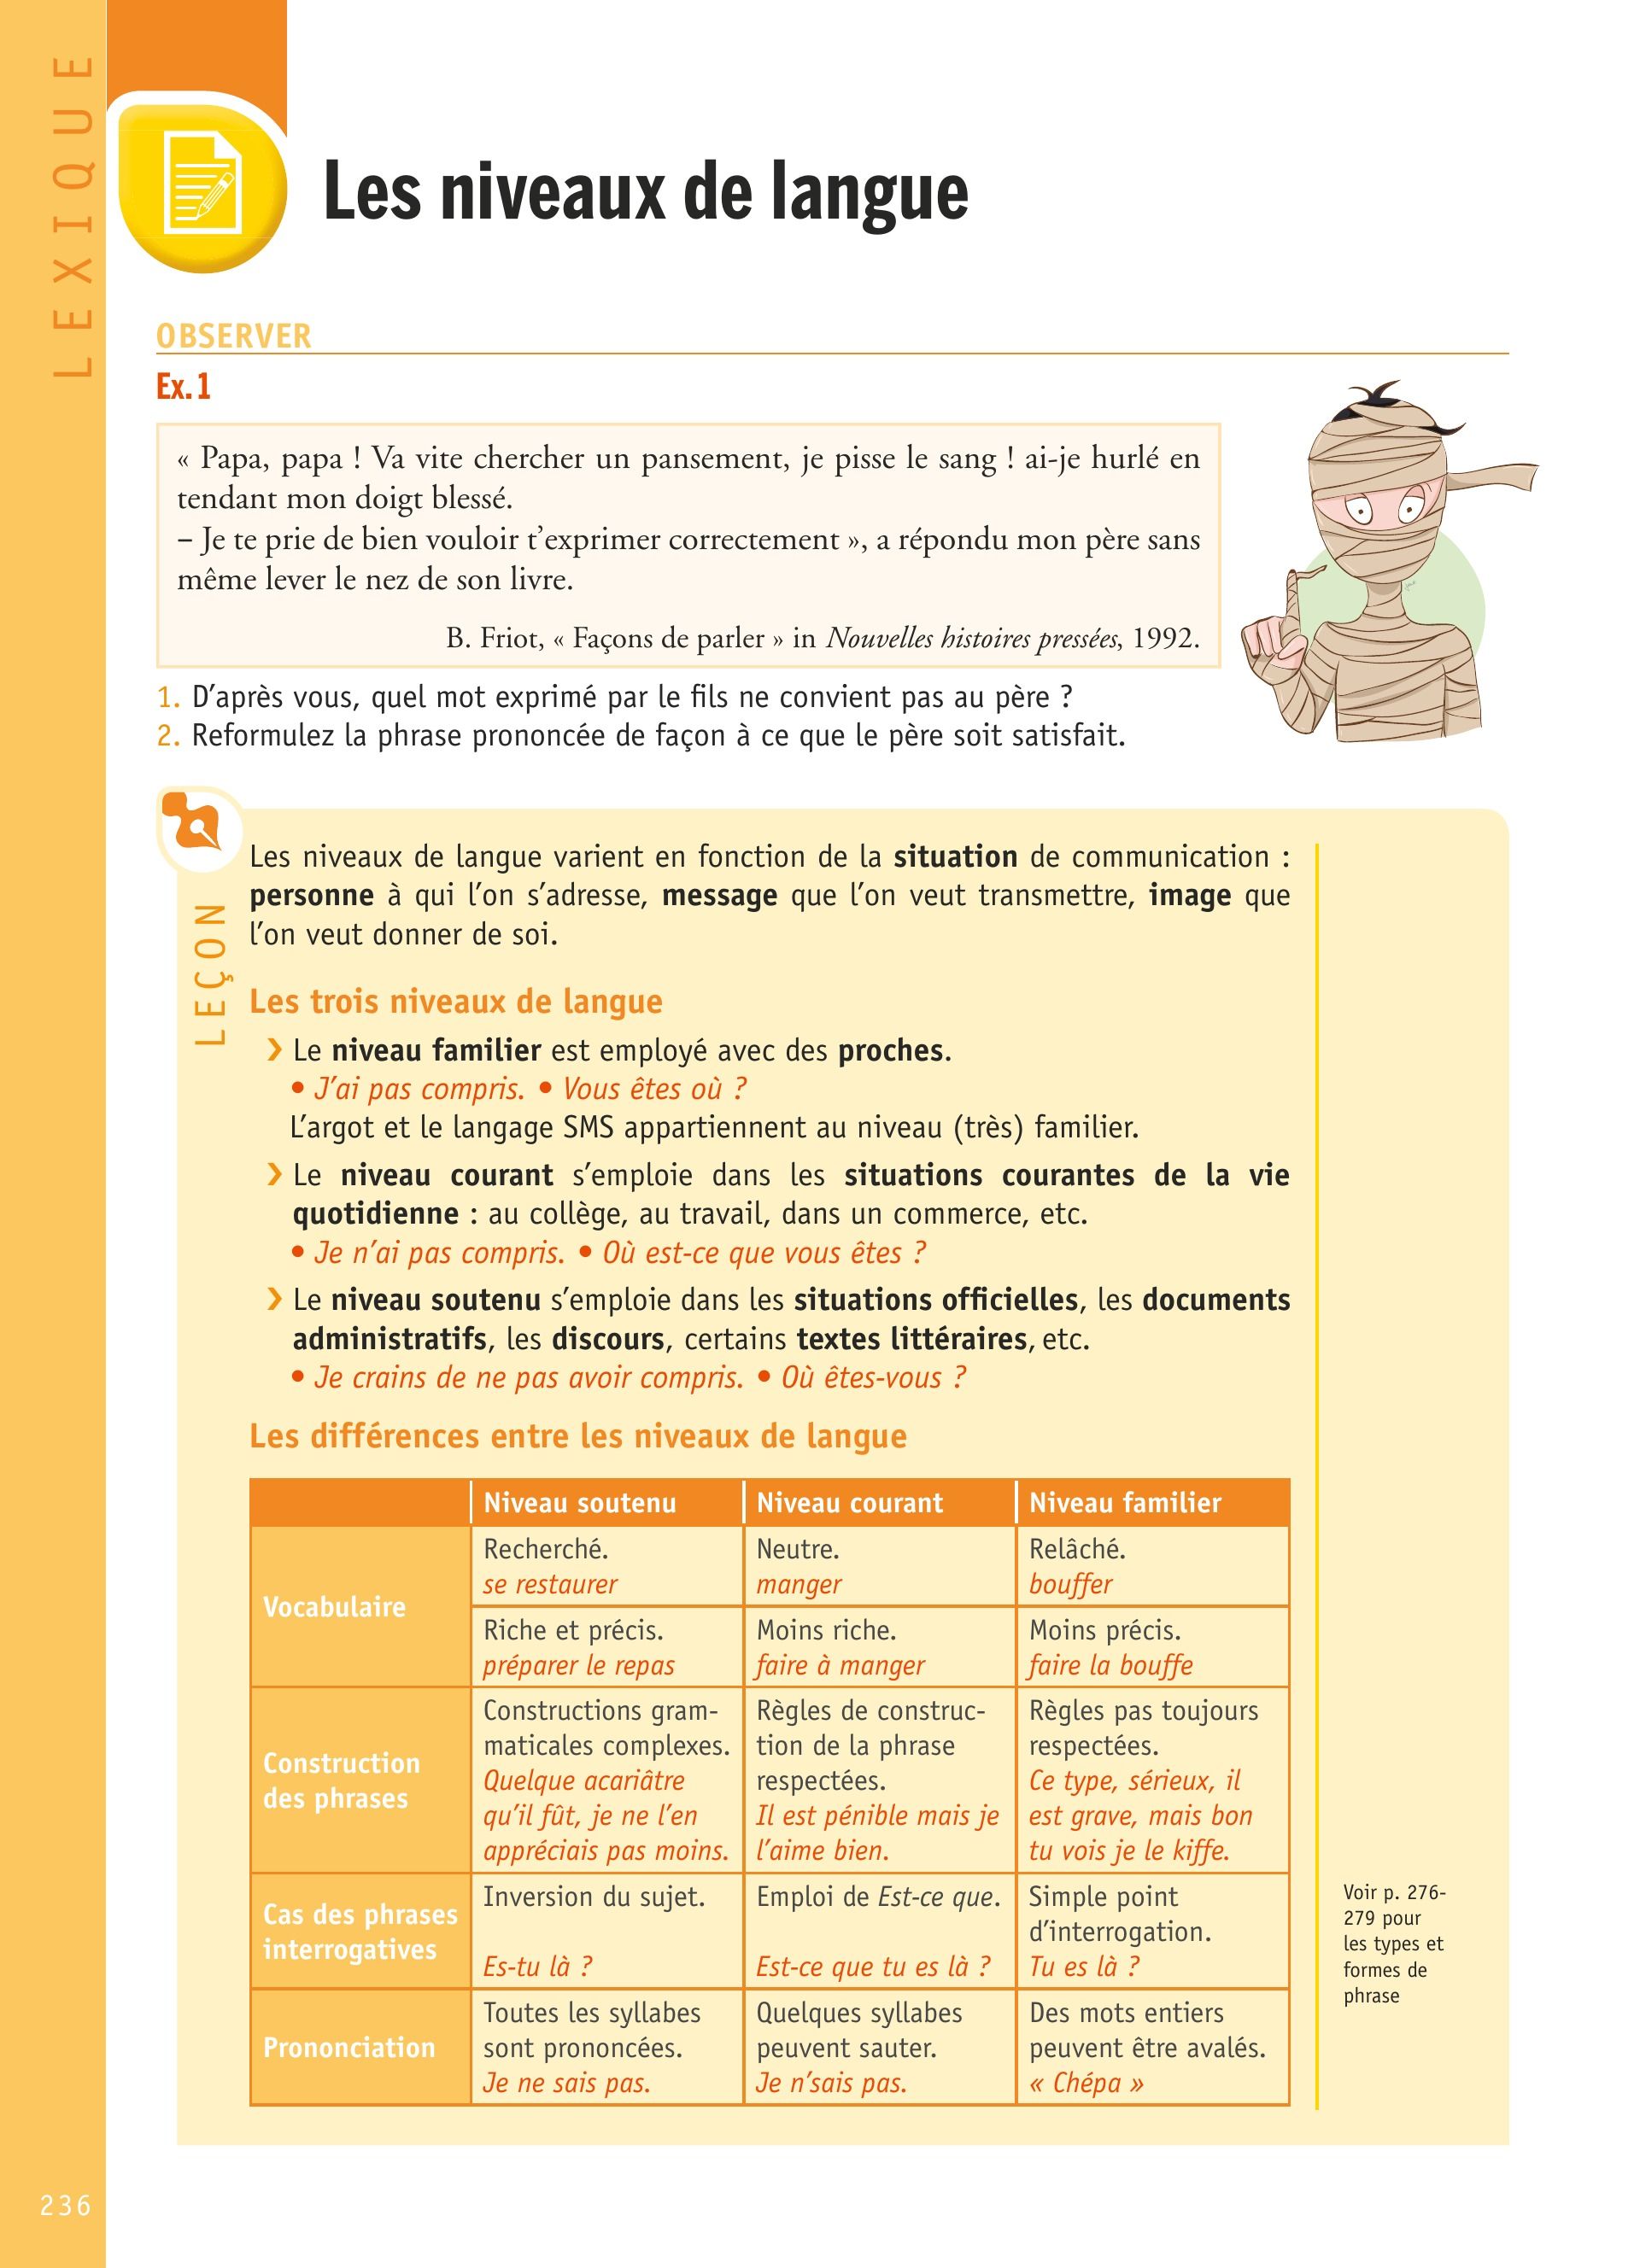 LEXIQUE
Les niveaux de langue
OBSERVER
Ex. 1
« Papa, papa ! Va vite chercher un pansement, je pisse le sang ! ai-je hurlé en
tendant mon doigt blessé.
– Je te prie de bien vouloir t’exprimer correctement », a répondu mon père sans
même lever le nez de son livre.
B. Friot, « Façons de parler » in Nouvelles histoires pressées, 1992.
1. D’après vous, quel mot exprimé par le fils ne convient pas au père ?
2. Reformulez la phrase prononcée de façon à ce que le père soit satisfait.
LEÇON
Les niveaux de langue varient en fonction de la situation de communication :
personne à qui l’on s’adresse, message que l’on veut transmettre, image que
l’on veut donner de soi.
Les trois niveaux de langue
› Le niveau familier est employé avec des proches.
• J’ai pas compris. • Vous êtes où ?
L’argot et le langage SMS appartiennent au niveau (très) familier.
› Le niveau courant s’emploie dans les situations courantes de la vie
quotidienne : au collège, au travail, dans un commerce, etc.
• Je n’ai pas compris. • Où est-ce que vous êtes ?
› Le niveau soutenu s’emploie dans les situations officielles, les documents
administratifs, les discours, certains textes littéraires, etc.
• Je crains de ne pas avoir compris. • Où êtes-vous ?
Les différences entre les niveaux de langue
Niveau soutenu
Niveau courant
Niveau familier
Vocabulaire
Recherché.
se restaurer
Neutre.
manger
Relâché.
bouffer
Riche et précis.
préparer le repas
Moins riche.
faire à manger
Moins précis.
faire la bouffe
Construction
des phrases
Constructions gram-
maticales complexes.
Quelque acariâtre
qu’il fût, je ne l’en
appréciais pas moins.
Règles de construc-
tion de la phrase
respectées.
Il est pénible mais je
l’aime bien.
Règles pas toujours
respectées.
Ce type, sérieux, il
est grave, mais bon
tu vois je le kiffe.
Cas des phrases
interrogatives
Inversion du sujet.
Es-tu là ?
Emploi de Est-ce que.
Est-ce que tu es là ?
Simple point
d’interrogation.
Tu es là ?
Prononciation
Toutes les syllabes
sont prononcées.
Je ne sais pas.
Quelques syllabes
peuvent sauter.
Je n’sais pas.
Des mots entiers
peuvent être avalés.
« Chépa »
Voir p. 276-
279 pour
les types et
formes de
phrase
236